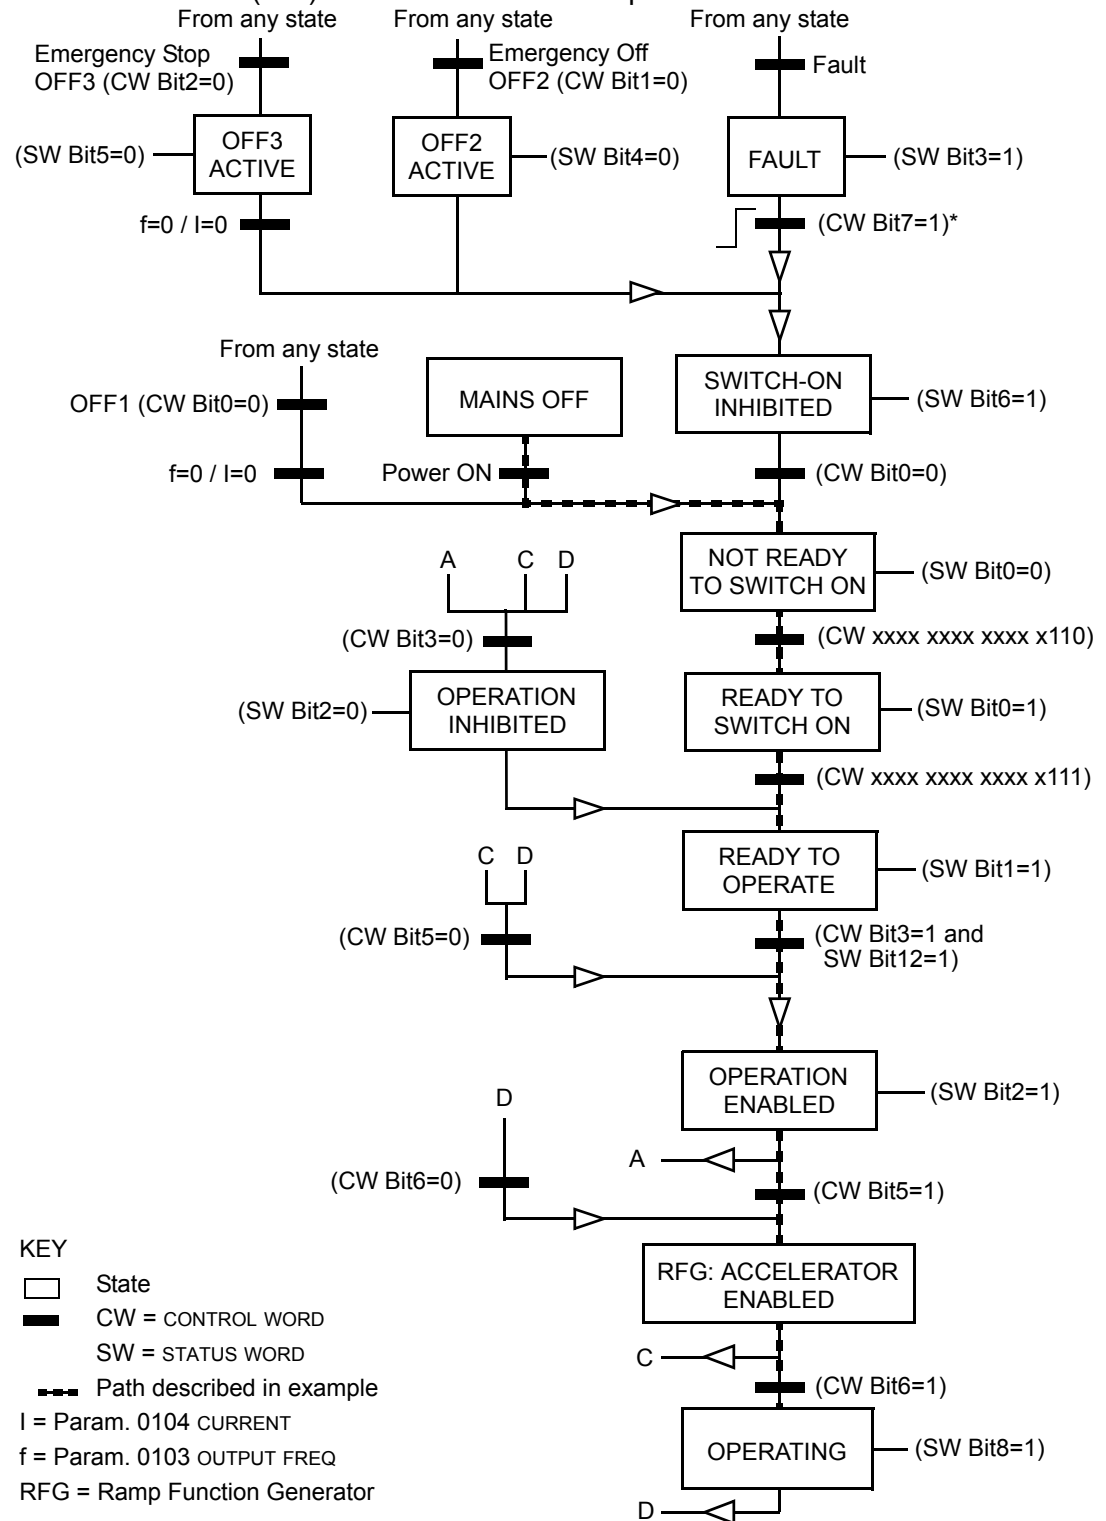 From any state
From any state
From any state
Emergency Stop
OFF3 (CW Bit2=0)
Emergency Off
OFF2 (CW Bit1=0)
Fault
(SW Bit5=0)
OFF3
ACTIVE
OFF2
ACTIVE
(SW Bit4=0)
FAULT
(SW Bit3=1)
f=0 / I=0
(CW Bit7=1)*
From any state
OFF1 (CW Bit0=0)
MAINS OFF
SWITCH-ON
INHIBITED
(SW Bit6=1)
f=0 / I=0
Power ON
(CW Bit0=0)
NOT READY
TO SWITCH ON
(SW Bit0=0)
A C D
(CW Bit3=0)
(CW xxxx xxxx xxxx x110)
(SW Bit2=0)
OPERATION
INHIBITED
READY TO
SWITCH ON
(SW Bit0=1)
(CW xxxx xxxx xxxx x111)
C D
READY TO
OPERATE
(SW Bit1=1)
(CW Bit5=0)
(CW Bit3=1 and
SW Bit12=1)
OPERATION
ENABLED
(SW Bit2=1)
D
A
(CW Bit6=0)
(CW Bit5=1)
RFG: ACCELERATOR
ENABLED
C
(CW Bit6=1)
OPERATING
(SW Bit8=1)
D
KEY
State
CW = CONTROL WORD
SW = STATUS WORD
Path described in example
I = Param. 0104 CURRENT
f = Param. 0103 OUTPUT FREQ
RFG = Ramp Function Generator